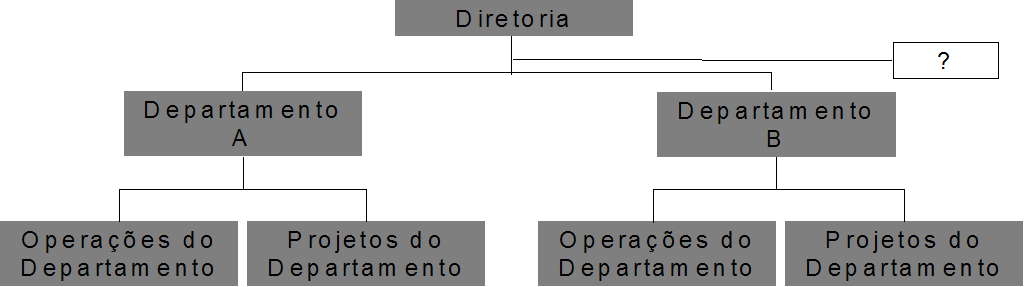 Diretoria
?
Departamento
A
Departamento
B
Operações do
Departamento
Projetos do
Departamento
Operações do
Departamento
Projetos do
Departamento